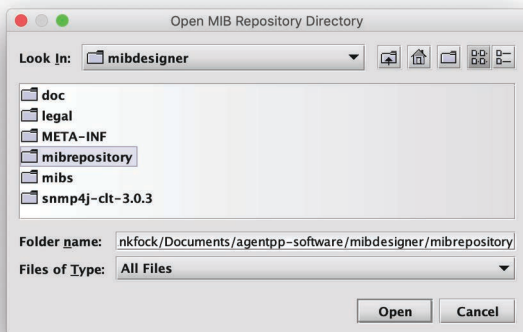 Open MIB Repository Directory
Look In: mibdesigner
doc
legal
META-INF
mibrepository
mibs
snmp4j-clt-3.0.3
Folder name: nkfock/Documents/agentpp-software/mibdesigner/mibrepository
Files of Type: All Files
Open Cancel